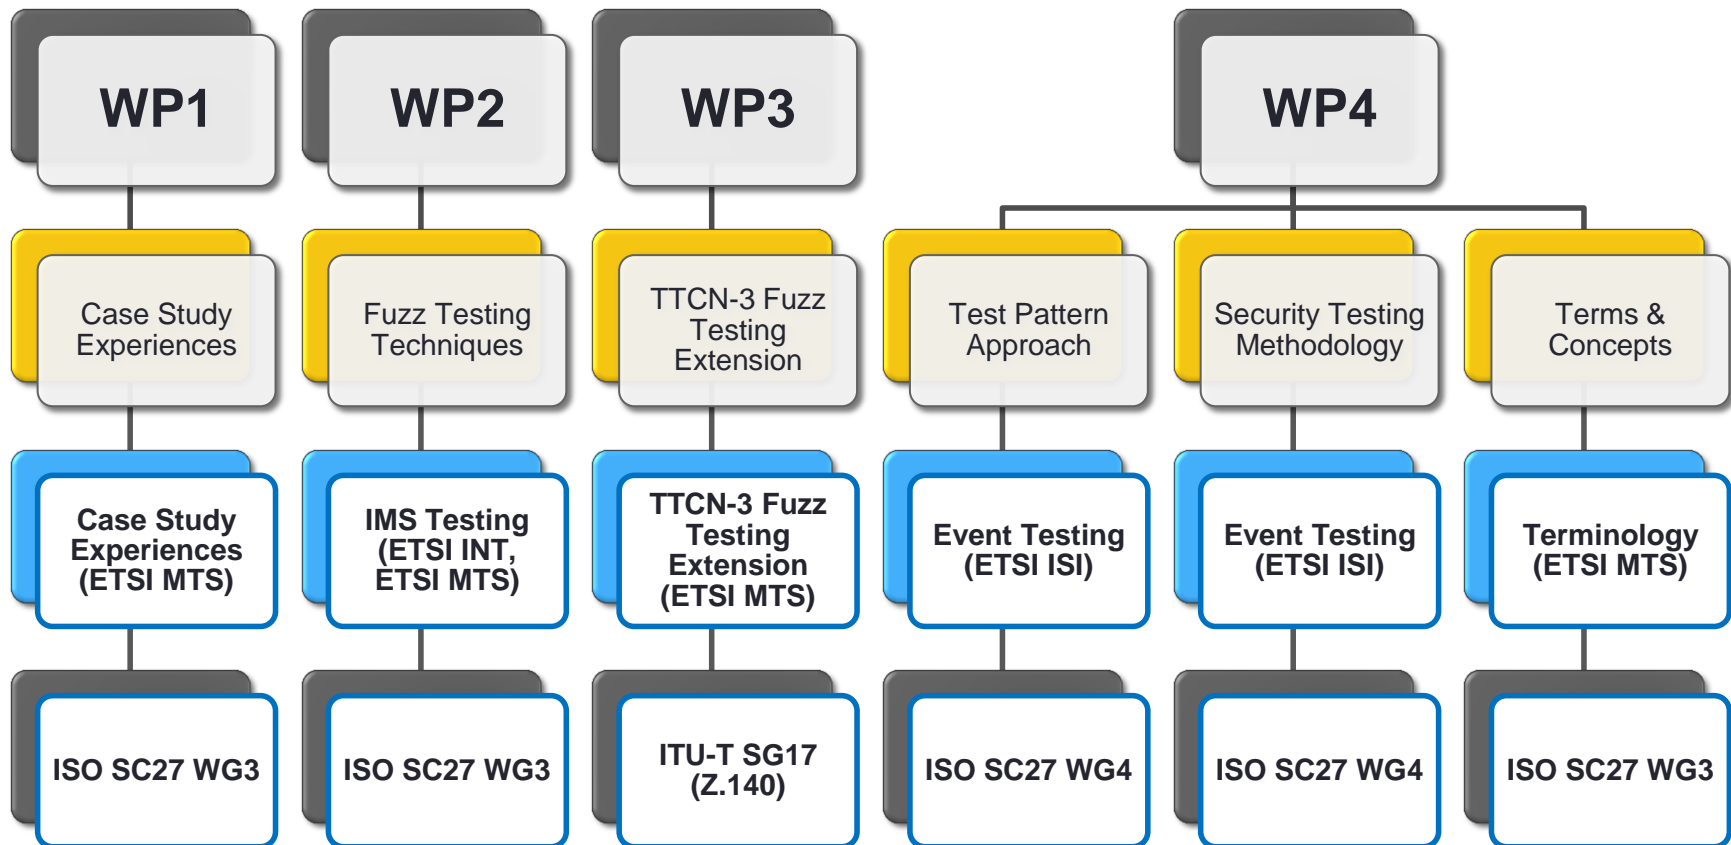 WP1
WP2
WP3
WP4
Case Study
Experiences
Fuzz Testing
Techniques
TTCN-3 Fuzz
Testing
Extension
Test Pattern
Approach
Security Testing
Methodology
Terms &
Concepts
Case Study
Experiences
(ETSI MTS)
IMS Testing
(ETSI INT,
ETSI MTS)
TTCN-3 Fuzz
Testing
Extension
(ETSI MTS)
Event Testing
(ETSI ISI)
Event Testing
(ETSI ISI)
Terminology
(ETSI MTS)
ISO SC27 WG3
ISO SC27 WG3
ITU-T SG17
(Z.140)
ISO SC27 WG4
ISO SC27 WG4
ISO SC27 WG3